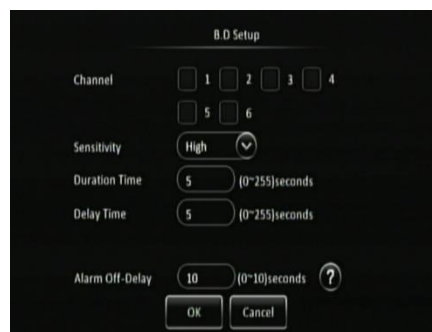 B.D Setup
Channel 1 2 3 4
5 6
Sensitivity High
Duration Time 5 (0~255)seconds
Delay Time 5 (0~255)seconds
Alarm Off-Delay 10 (0~10)seconds ?
OK Cancel